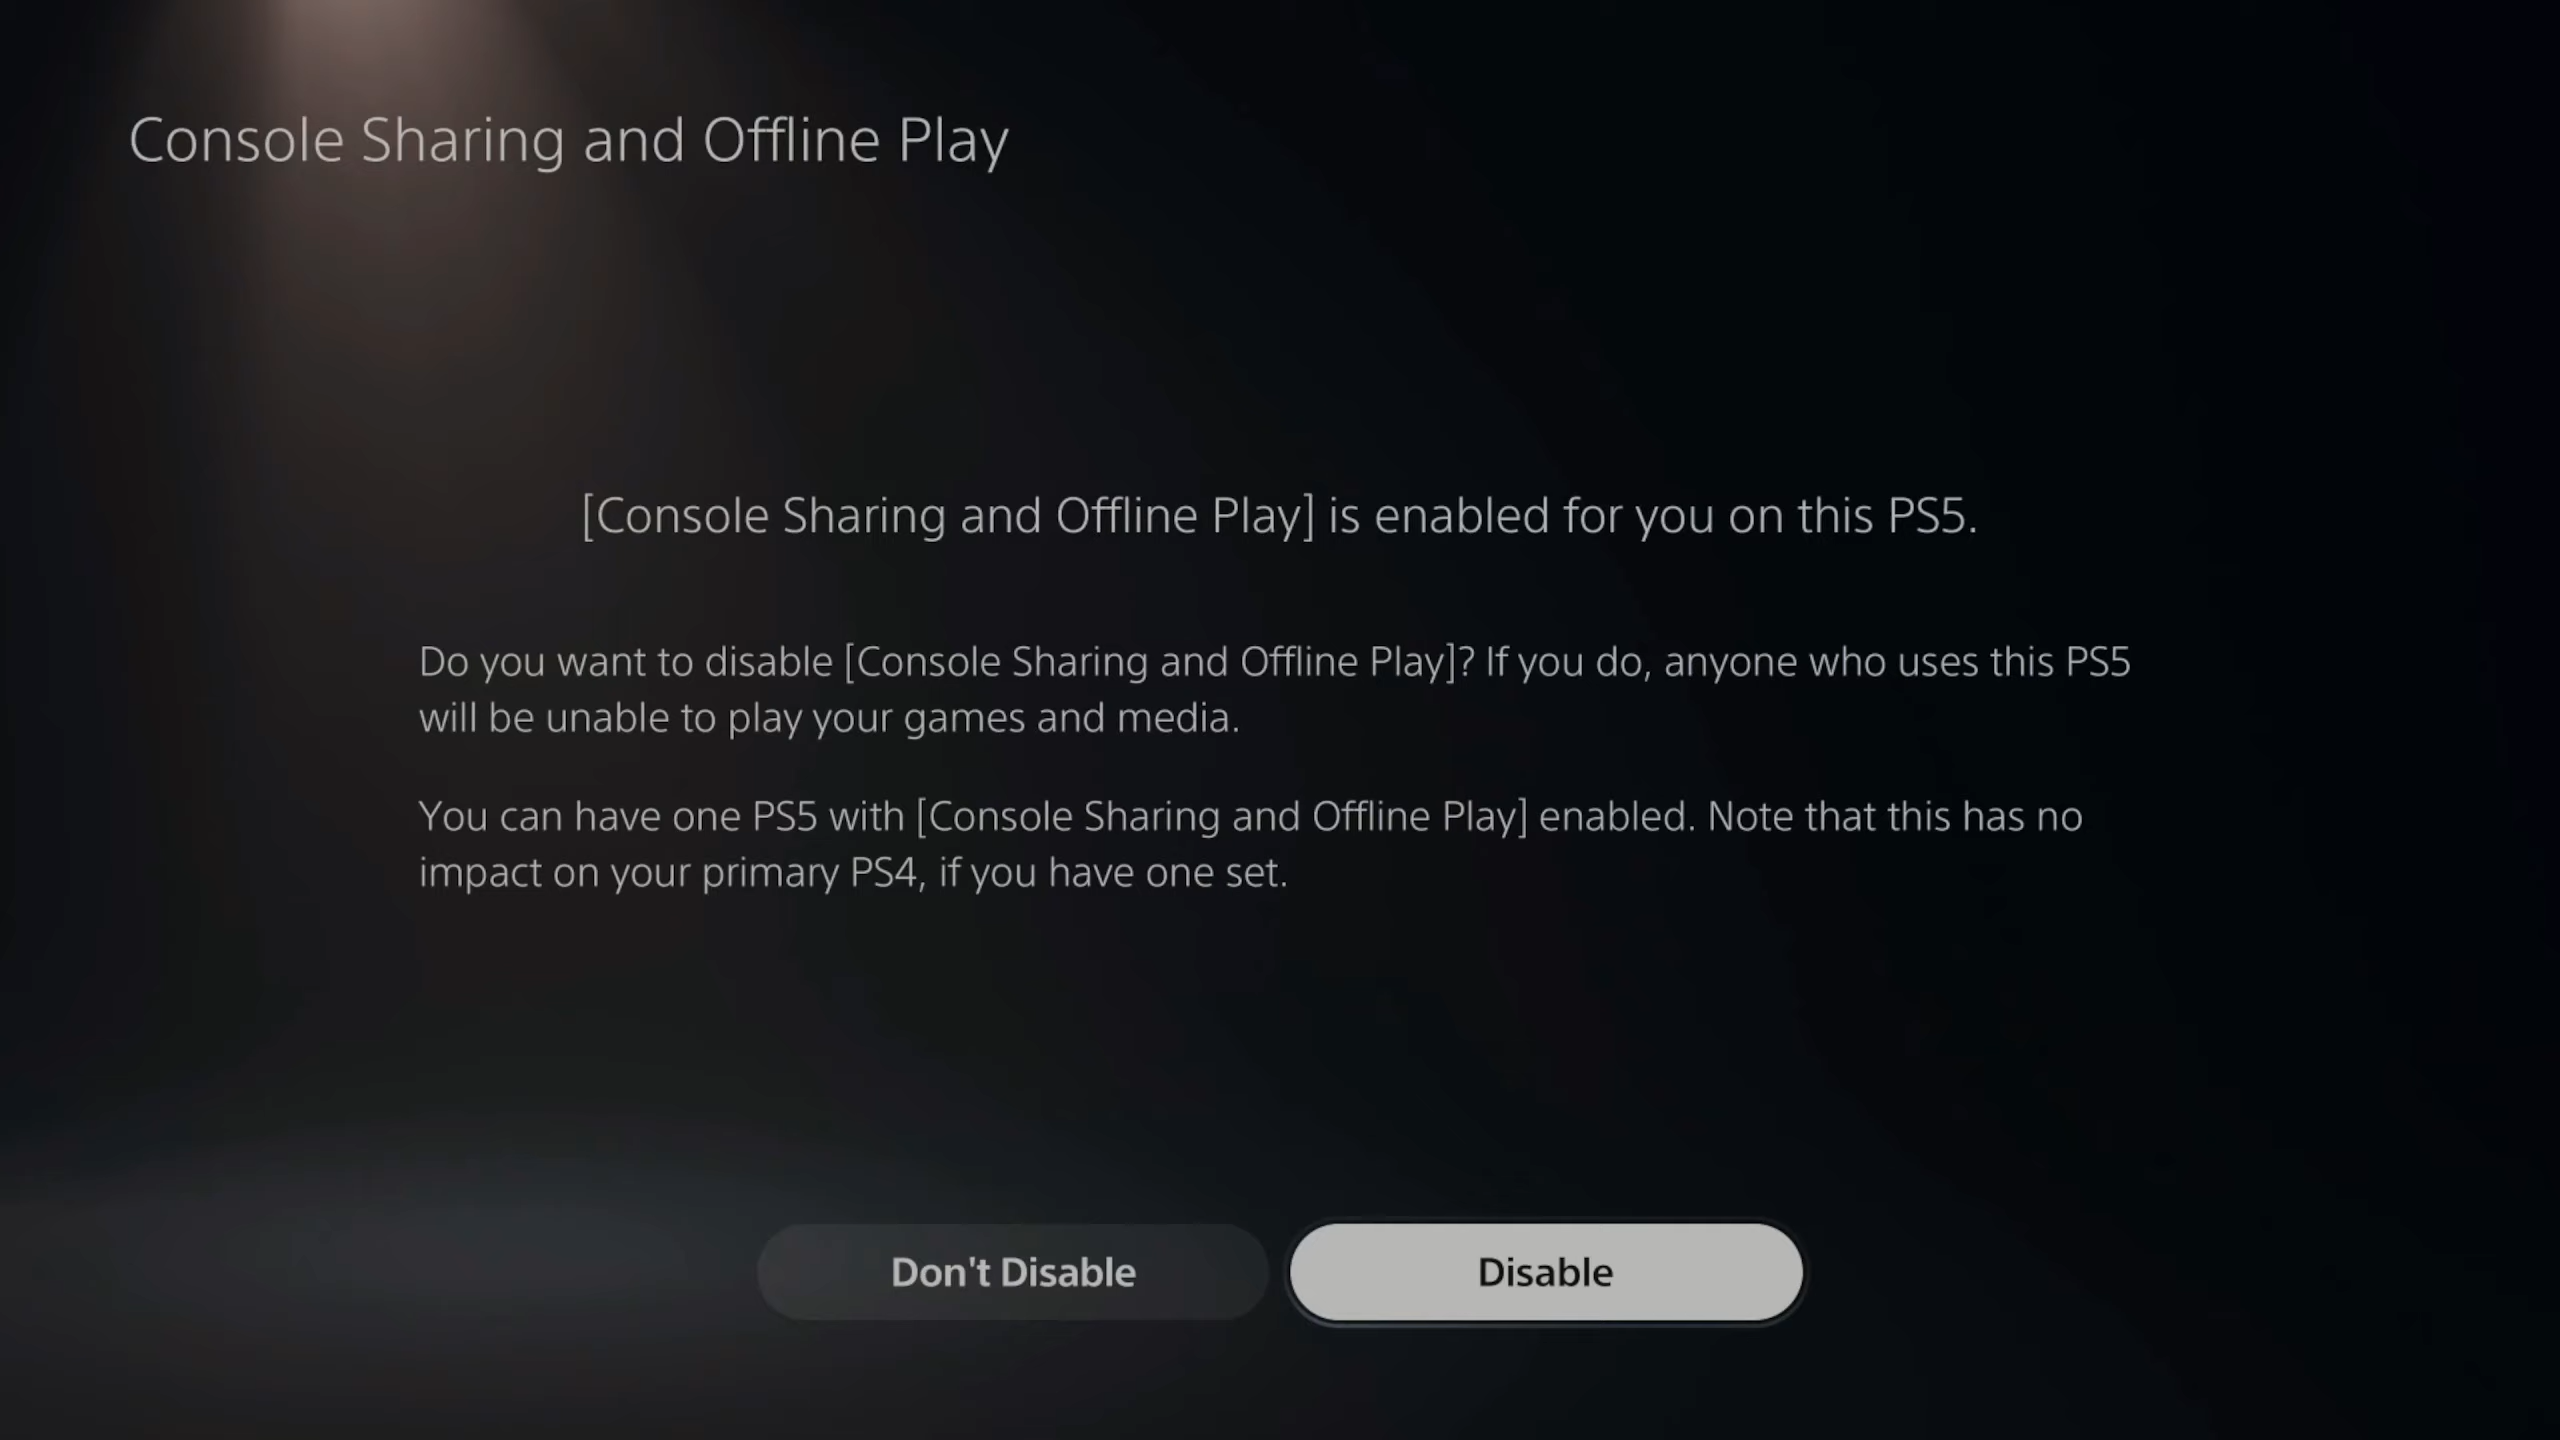 Console Sharing and Offline Play
[Console Sharing and Offline Play] is enabled for you on this PS5.
Do you want to disable [Console Sharing and Offline Play]? If you do, anyone who uses this PS5
will be unable to play your games and media.
You can have one PS5 with [Console Sharing and Offline Play] enabled. Note that this has no
impact on your primary PS4, if you have one set.
Don't Disable
Disable